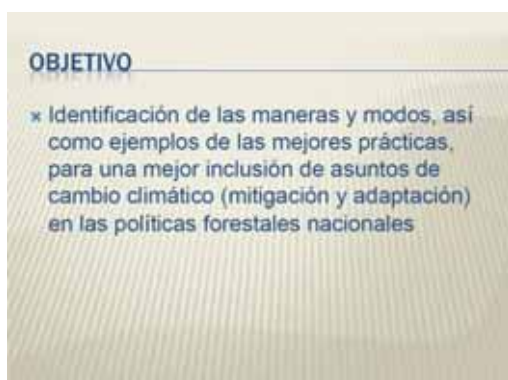 OBJETIVO
Identificación de las maneras y modos, así
como ejemplos de las mejores prácticas,
para una mejor inclusión de asuntos de
cambio climático (mitigación y adaptación)
en las políticas forestales nacionales